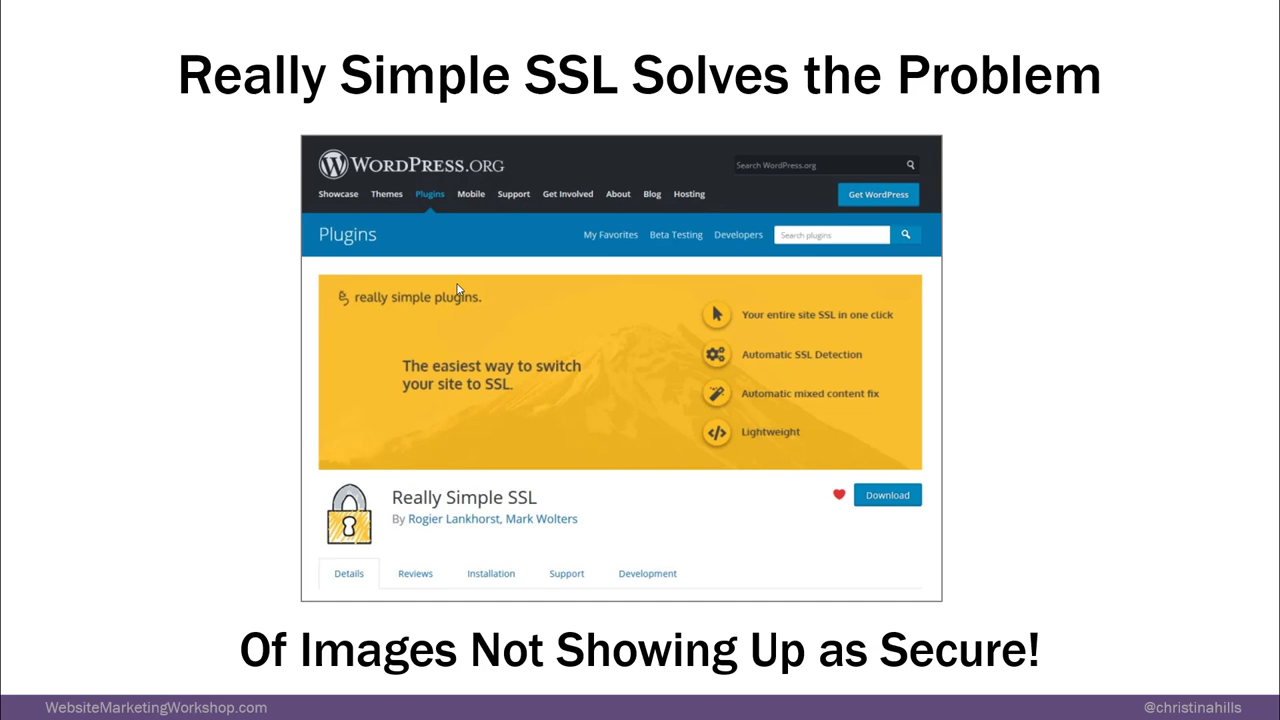 Really Simple SSL Solves the Problem
WORDPRESS.ORG
Search WordPress.org
Showcase Themes Plugins Mobile Support Get Involved About Blog Hosting
Get WordPress
Plugins
My Favorites Beta Testing Developers
Search plugins
really simple plugins.
The easiest way to switch
your site to SSL.
Your entire site SSL in one click
Automatic SSL Detection
Automatic mixed content fix
</> Lightweight
Really Simple SSL
By Rogier Lankhorst, Mark Wolters
Download
Details Reviews Installation Support Development
Of Images Not Showing Up as Secure!
WebsiteMarketingWorkshop.com
@christinahills